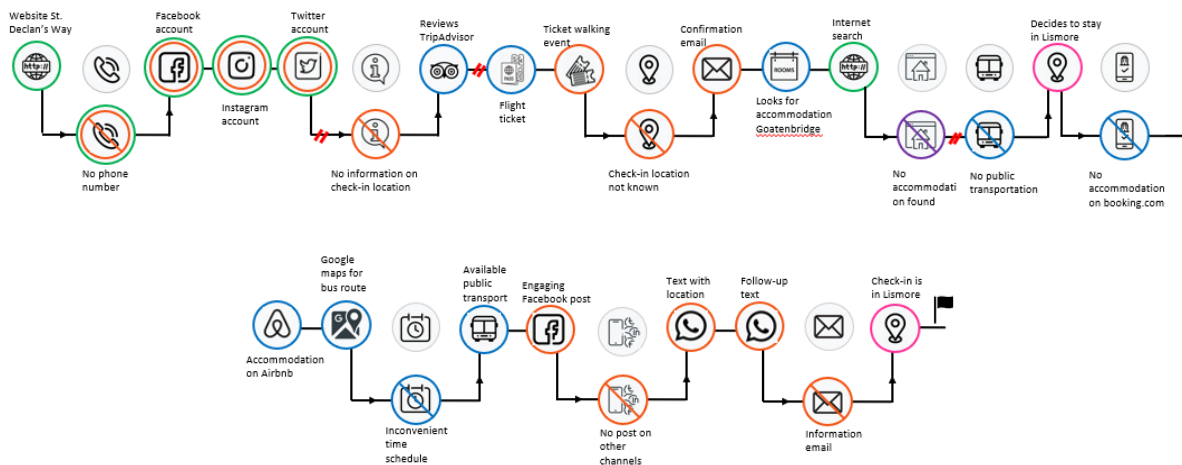 Website St.
Declan's Way
Facebook
account
Twitter
account
Reviews
TripAdvisor
Ticket walking
event
Confirmation
email
Internet
search
Decides to stay
in Lismore
http://
ROOMS
http://
Instagram
account
Flight
ticket
Looks for
accommodation
Goatenbridge
No phone
number
No information on
check-in location
Check-in location
not known
No
accommodati
on found
No public
transportation
No
accommodation
on booking.com
Google
maps for
bus route
Available
public
transport
Engaging
Facebook post
Text with
location
Follow-up
text
Check-in is
in Lismore
G
Accommodation
on Airbnb
Inconvenient
time
schedule
No post on
other
channels
Information
email